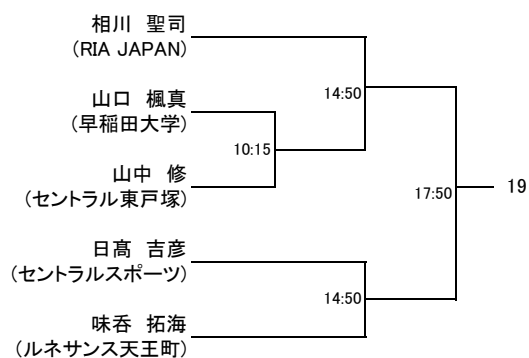 相川 聖司
(RIA JAPAN)
14:50
山口 楓真
(早稲田大学)
10:15
山中 修
(セントラル東戸塚)
17:50
19
日髙 吉彦
(セントラルスポーツ)
14:50
味呑 拓海
(ルネサンス天王町)